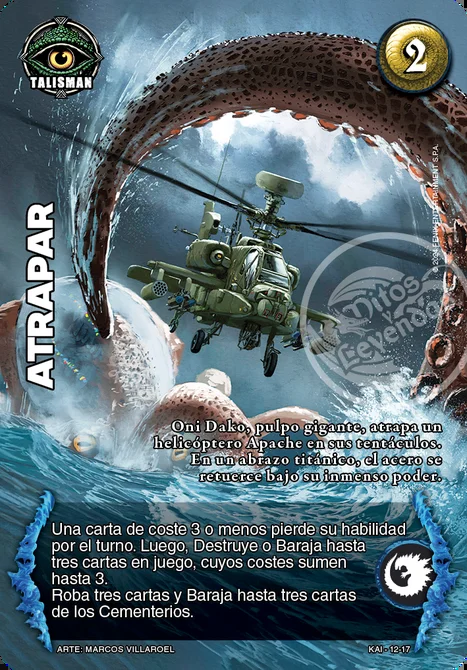 TALISMAN
2
ATRAPAR
Mitos
y
Leyendas
Oni Dako, pulpo gigante, atrapa un
helicóptero Apache en sus tentáculos.
En un abrazo titánico, el acero se
retuerce bajo su inmenso poder.
Una carta de coste 3 o menos pierde su habilidad
por el turno. Luego, Destruye o Baraja hasta
tres cartas en juego, cuyos costes sumen
hasta 3.
Roba tres cartas y Baraja hasta tres cartas
de los Cementerios.
ARTE: MARCOS VILLAROEL
KAI - 12-17